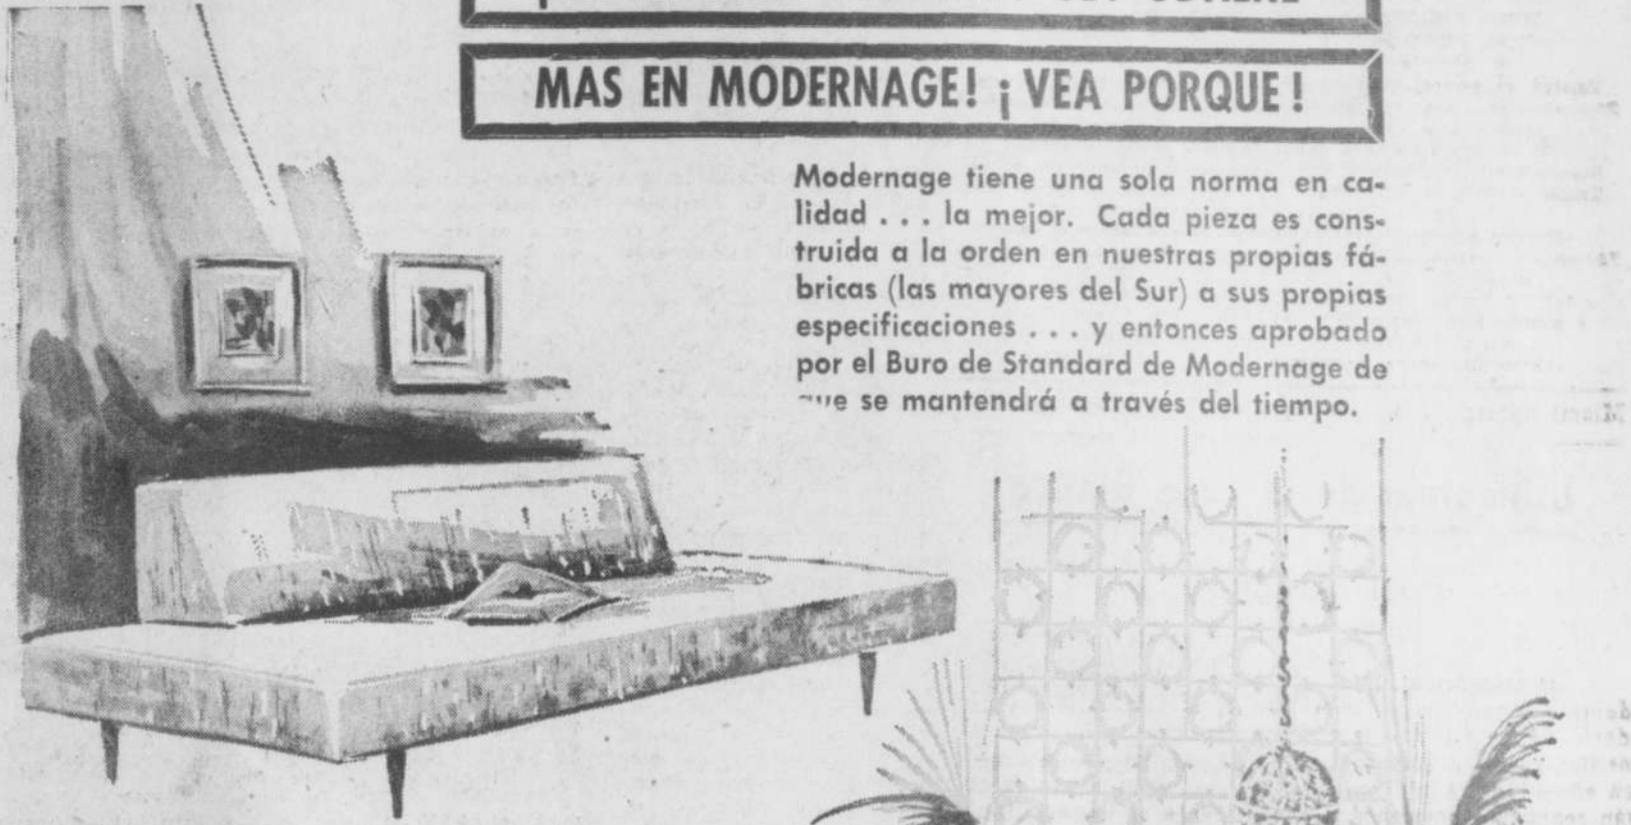 OBTIENE
MAS EN MODERNAGE! ¡ VEA PORQUE !
Modernage tiene una sola norma en ca-
lidad . . . la mejor. Cada pieza es cons-
truida a la orden en nuestras propias fá-
bricas (las mayores del Sur) a sus propias
especificaciones . . . y entonces aprobado
por el Buro de Standard de Modernage de
que se mantendrá a través del tiempo.